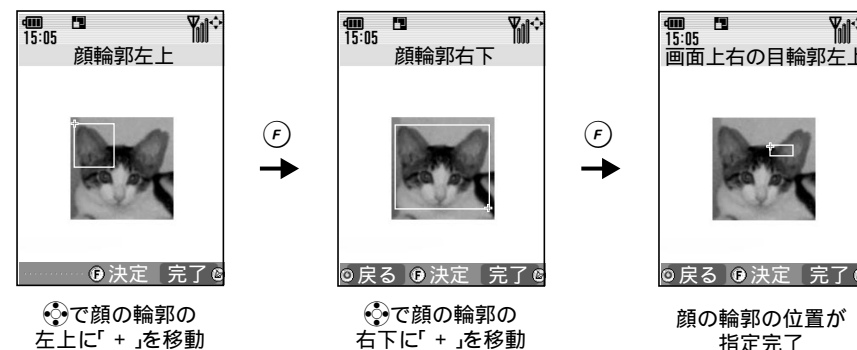 15:05
顔輪郭左上
F決定 完了
で顔の輪郭の
左上に「+」を移動
F
15:05
顔輪郭右下
戻る F決定 完了
で顔の輪郭の
右下に「+」を移動
F
15:05
画面上右の目輪郭左上
戻る F決定 完了
顔の輪郭の位置が
指定完了